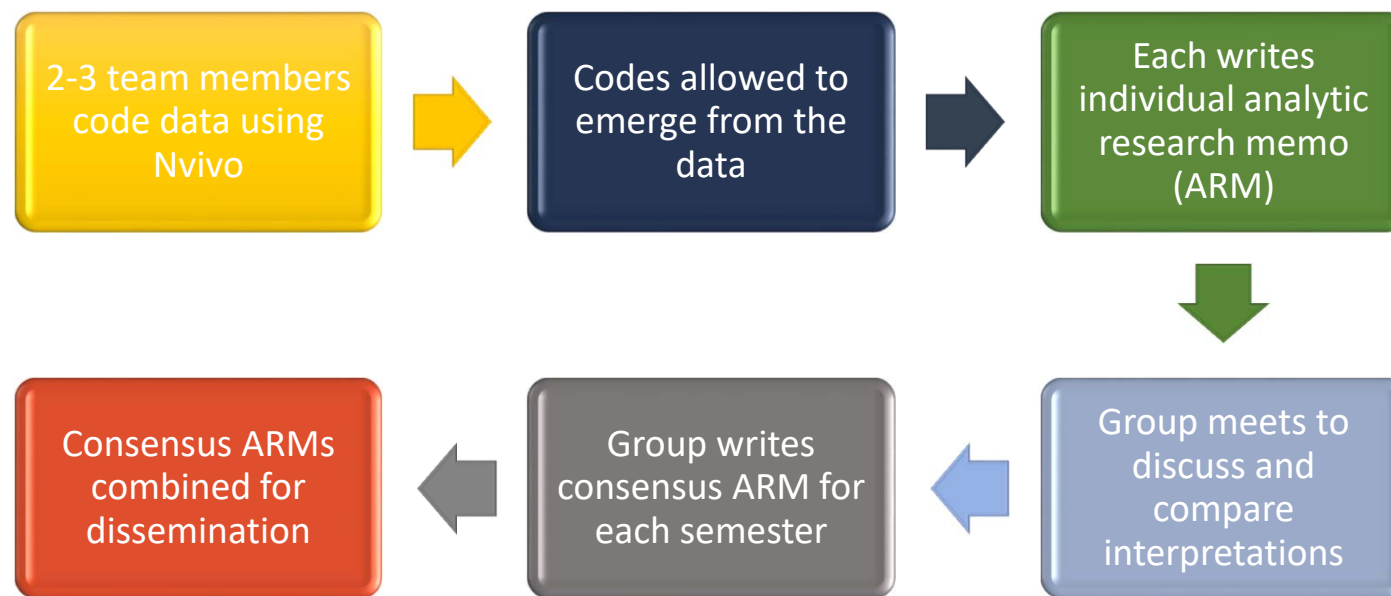 2-3 team members
code data using
Nvivo
Codes allowed to
emerge from the
data
Each writes
individual analytic
research memo
(ARM)
Group meets to
discuss and
compare
interpretations
Group writes
consensus ARM for
each semester
Consensus ARMs
combined for
dissemination